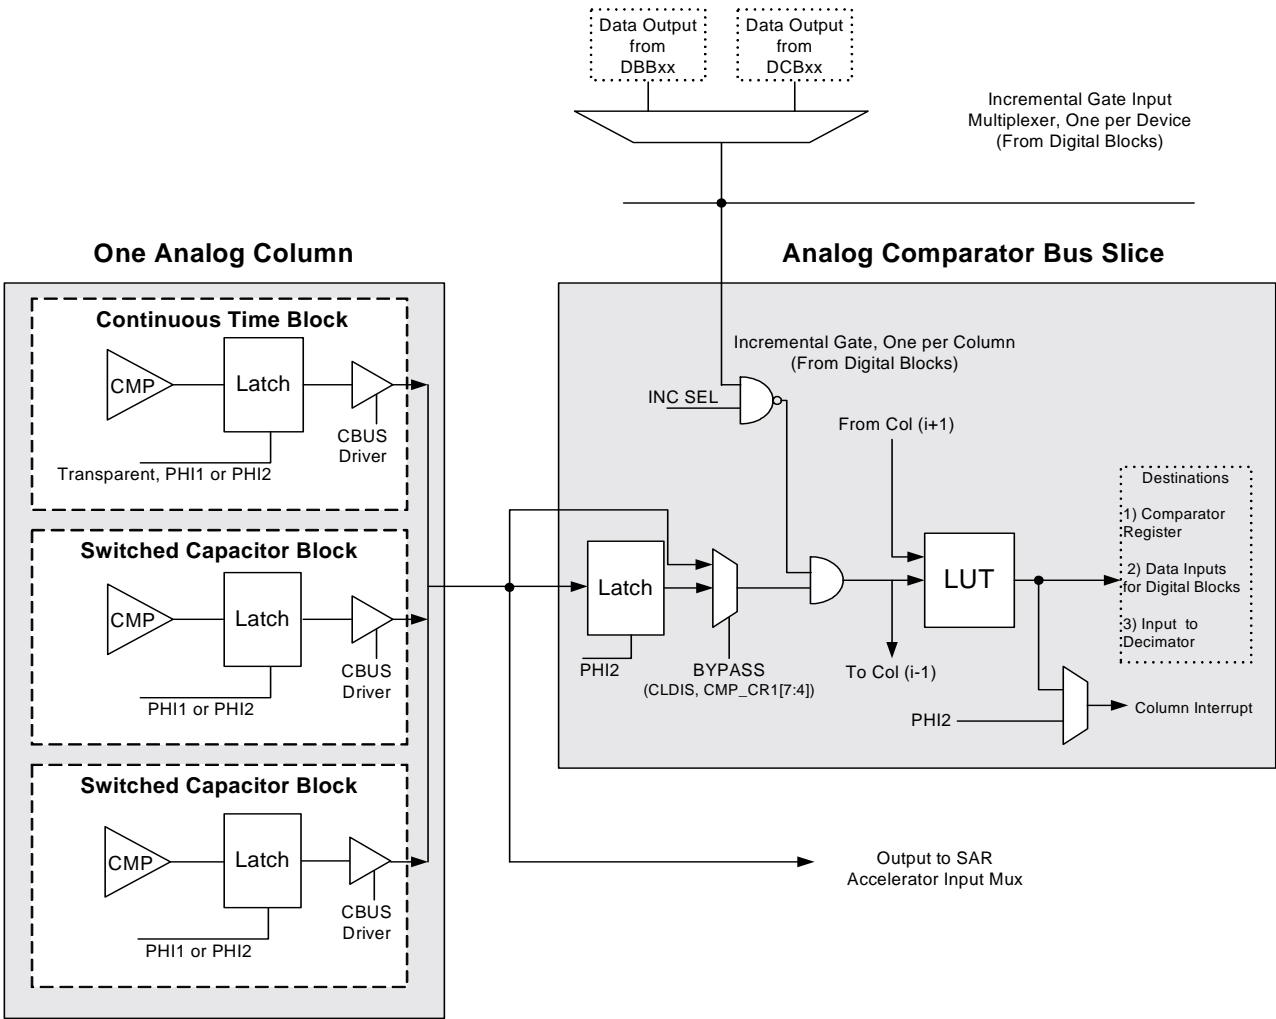 Data Output
from
DBBxx
Data Output
from
DCBxx
Incremental Gate Input
Multiplexer, One per Device
(From Digital Blocks)
One Analog Column
Analog Comparator Bus Slice
Continuous Time Block
CMP
Latch
CBUS
Driver
Transparent, PHI1 or PHI2
Switched Capacitor Block
CMP
Latch
CBUS
Driver
PHI1 or PHI2
Switched Capacitor Block
CMP
Latch
CBUS
Driver
PHI1 or PHI2
Incremental Gate, One per Column
(From Digital Blocks)
INC SEL
From Col (i+1)
Latch
PHI2
BYPASS
(CLDIS, CMP_CR1[7:4])
LUT
To Col (i-1)
Destinations
1) Comparator
Register
2) Data Inputs
for Digital Blocks
3) Input to
Decimator
PHI2
Column Interrupt
Output to SAR
Accelerator Input Mux